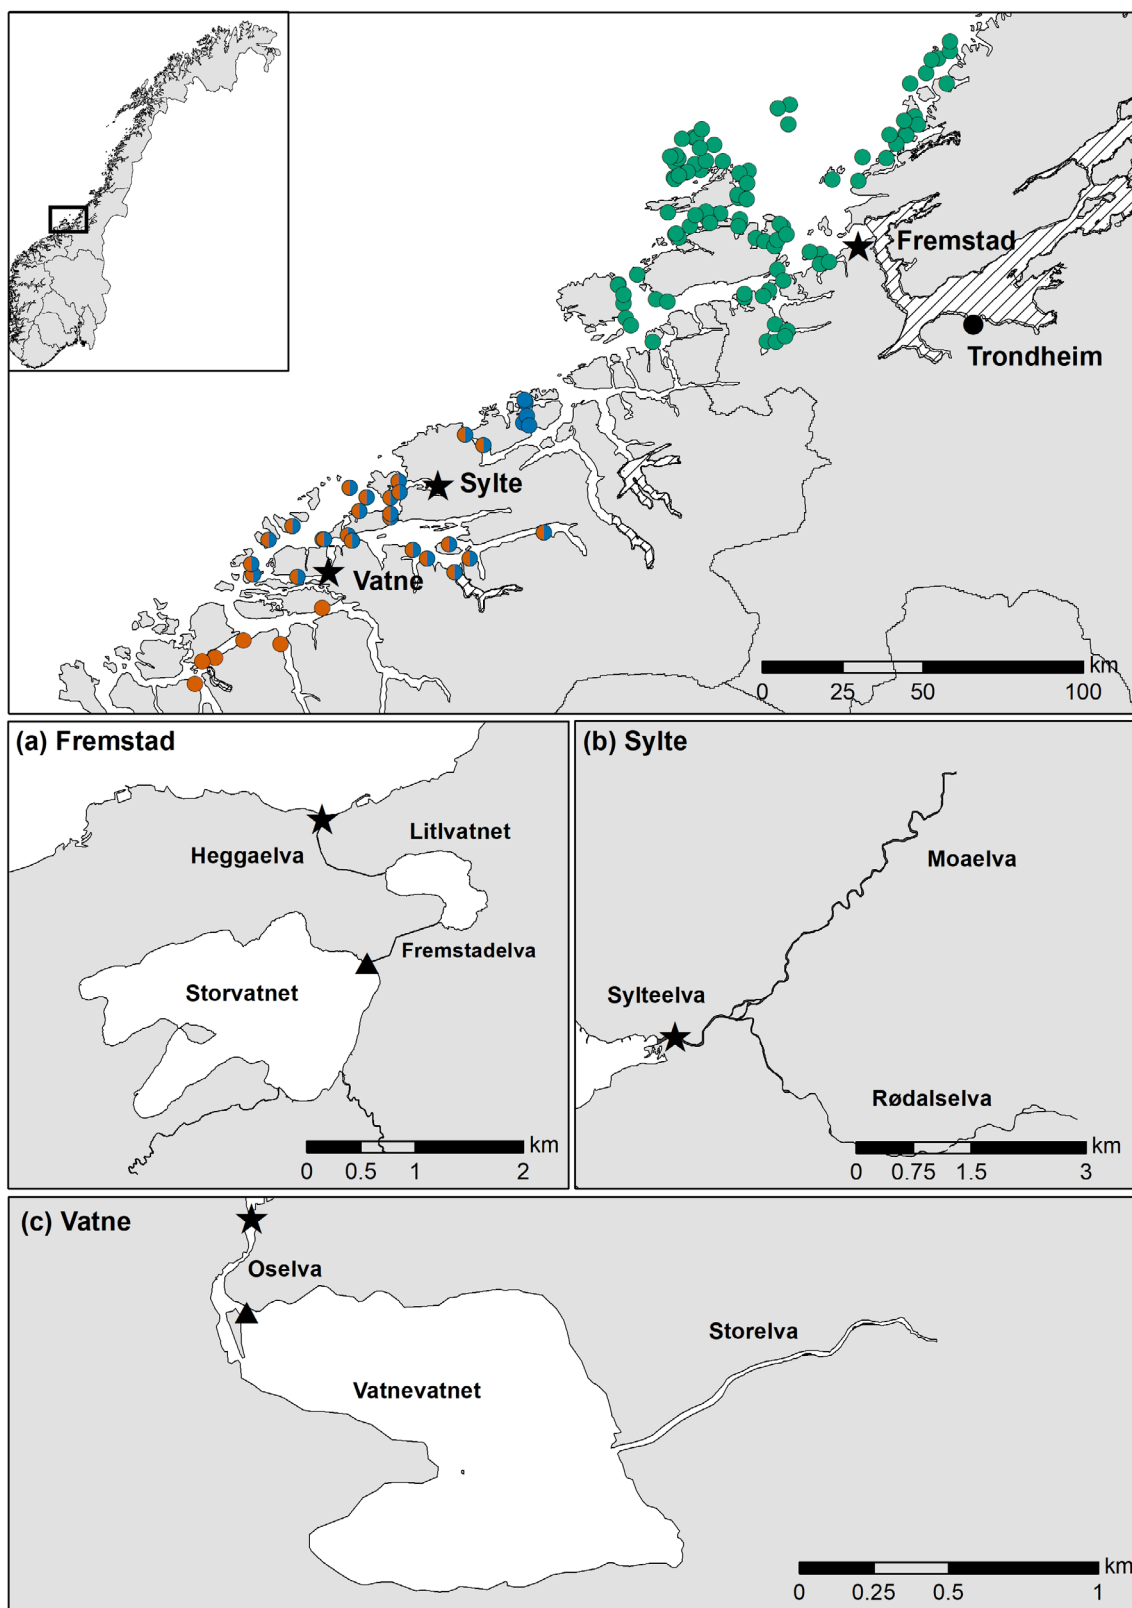 Fremstad
Trondheim
Sylte
Vatne
km
0 25 50 100
(a) Fremstad
Litlvatnet
Heggaelva
Fremstadelva
Storvatnet
km
0 0.5 1 2
(b) Sylte
Moaelva
Sylteelva
Rødalselva
km
0 0.75 1.5 3
(c) Vatne
Oselva
Storelva
Vatnevatnet
km
0 0.25 0.5 1